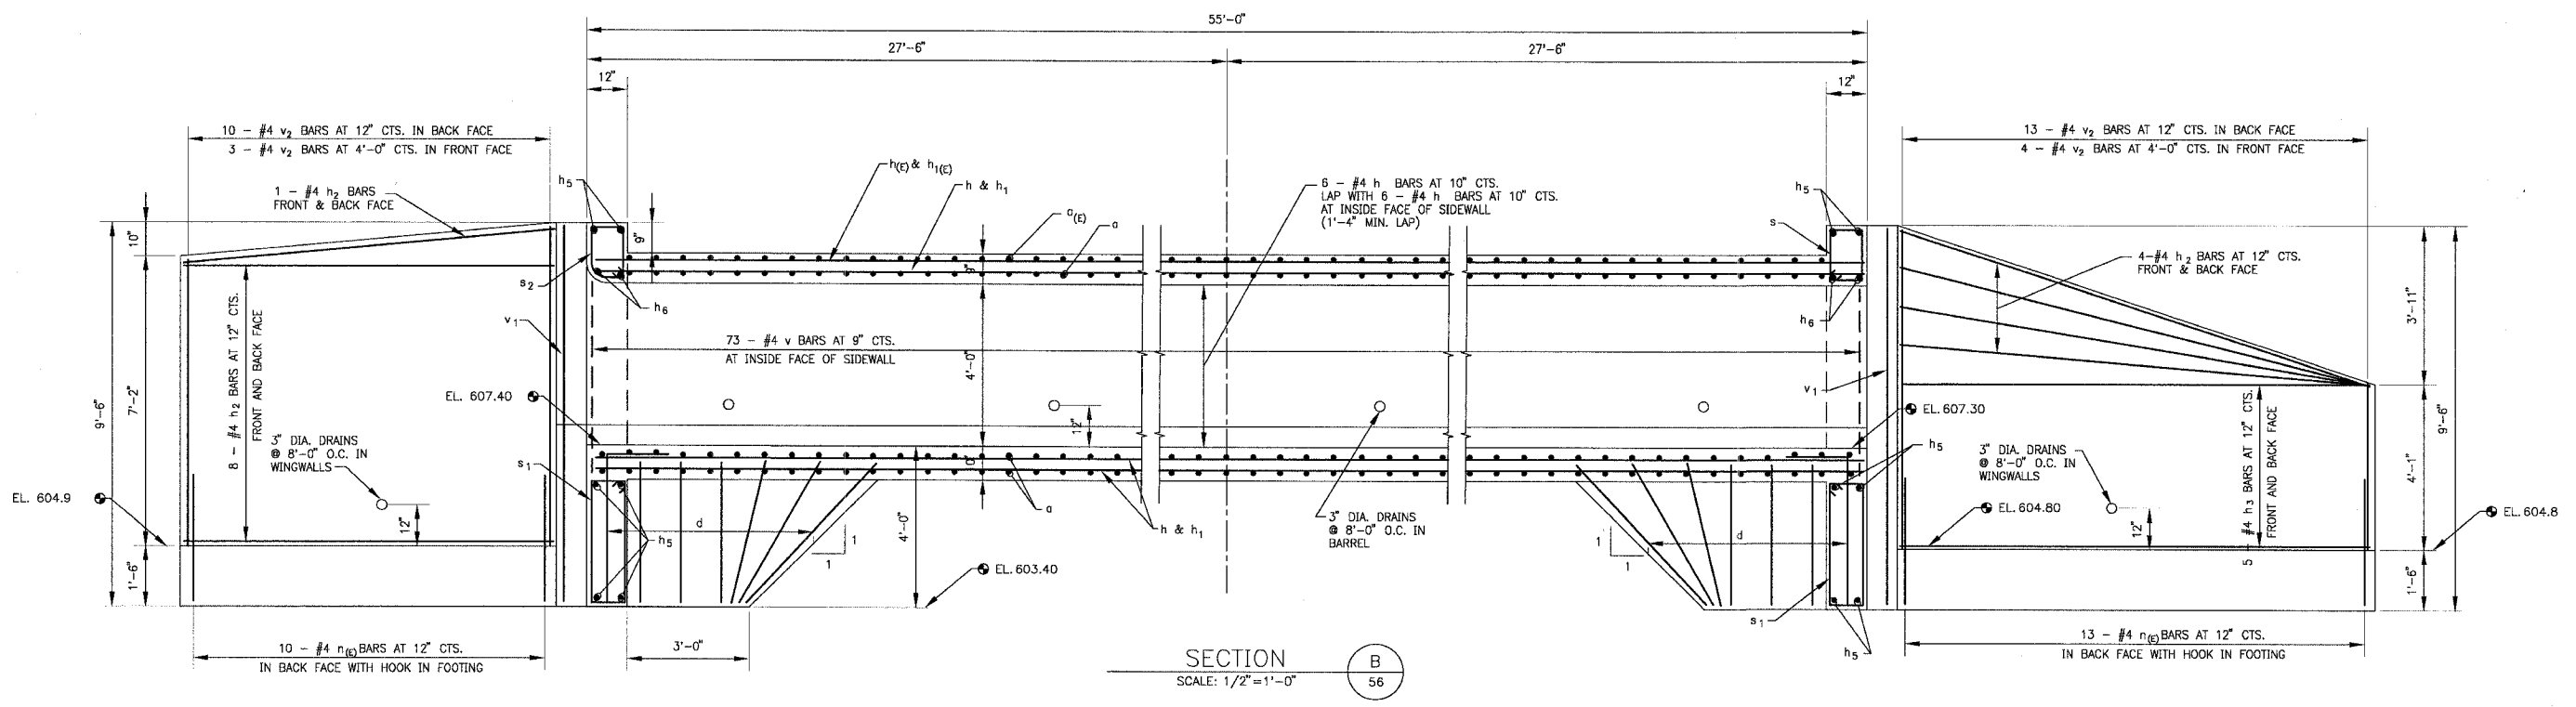 55'-0"
27'-6"
27'-6"
12"
12"
10 - #4 v2 BARS AT 12" CTS. IN BACK FACE
3 - #4 v2 BARS AT 4'-0" CTS. IN FRONT FACE
13 - #4 v2 BARS AT 12" CTS. IN BACK FACE
4 - #4 v2 BARS AT 4'-0" CTS. IN FRONT FACE
1 - #4 h2 BARS
FRONT & BACK FACE
h5
h(E) & h1(E)
h & h1
a(E)
a
6 - #4 h BARS AT 10" CTS.
LAP WITH 6 - #4 h BARS AT 10" CTS.
AT INSIDE FACE OF SIDEWALL
(1'-4" MIN. LAP)
h5
s
10"
9"
9"
4-#4 h2 BARS AT 12" CTS.
FRONT & BACK FACE
s2
h6
h6
v1
73 - #4 v BARS AT 9" CTS.
AT INSIDE FACE OF SIDEWALL
4'-0"
3'-11"
8 - #4 h2 BARS AT 12" CTS.
FRONT AND BACK FACE
7'-2"
9'-6"
EL. 607.40
v1
EL. 607.30
12"
9'-6"
3" DIA. DRAINS
@ 8'-0" O.C. IN
WINGWALLS
h5
3" DIA. DRAINS
@ 8'-0" O.C. IN
WINGWALLS
5 - #4 h3 BARS AT 12" CTS.
FRONT AND BACK FACE
4'-1"
s1
EL. 604.9
12"
d
h5
4'-0"
a
h & h1
3" DIA. DRAINS
@ 8'-0" O.C. IN
BARREL
EL. 604.80
EL. 604.8
12"
d
1
1
1
1
1'-6"
EL. 603.40
1'-6"
s1
h5
10 - #4 n(E) BARS AT 12" CTS.
IN BACK FACE WITH HOOK IN FOOTING
3'-0"
13 - #4 n(E) BARS AT 12" CTS.
IN BACK FACE WITH HOOK IN FOOTING
SECTION
SCALE: 1/2"=1'-0"
B
56